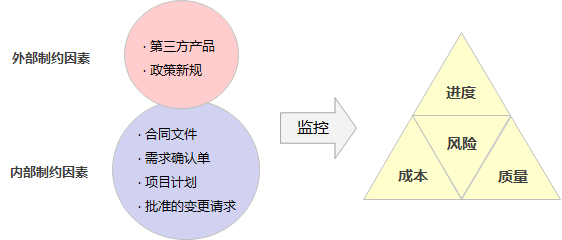 外部制约因素
· 第三方产品
· 政策新规
内部制约因素
· 合同文件
· 需求确认单
· 项目计划
· 批准的变更请求
监控
进度
风险
成本
质量